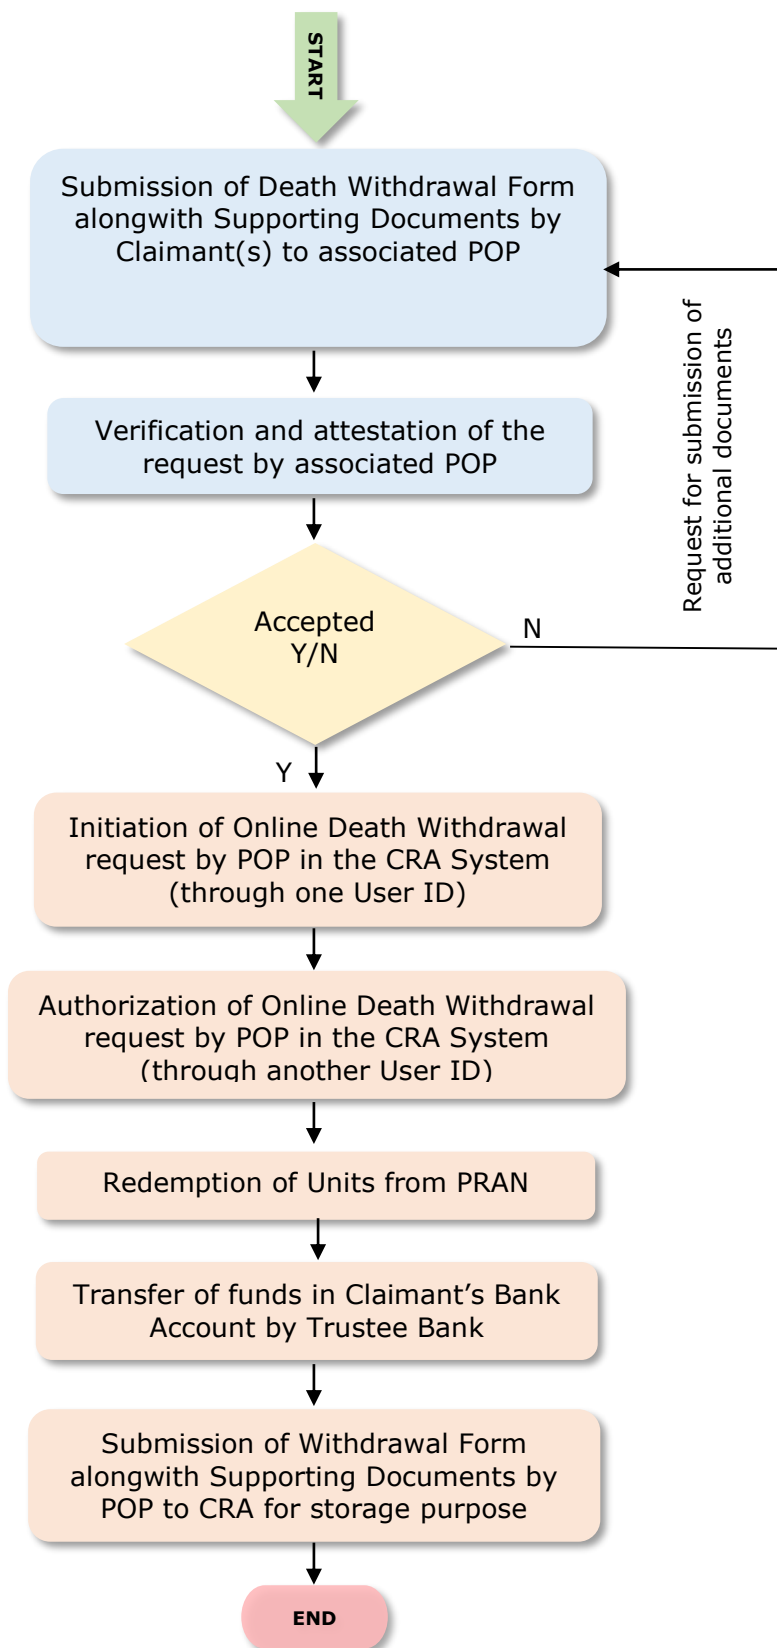 START
Submission of Death Withdrawal Form
alongwith Supporting Documents by
Claimant(s) to associated POP
Request for submission of
additional documents
Verification and attestation of the
request by associated POP
Accepted
Y/N
N
Y
Initiation of Online Death Withdrawal
request by POP in the CRA System
(through one User ID)
Authorization of Online Death Withdrawal
request by POP in the CRA System
(through another User ID)
Redemption of Units from PRAN
Transfer of funds in Claimant’s Bank
Account by Trustee Bank
Submission of Withdrawal Form
alongwith Supporting Documents by
POP to CRA for storage purpose
END